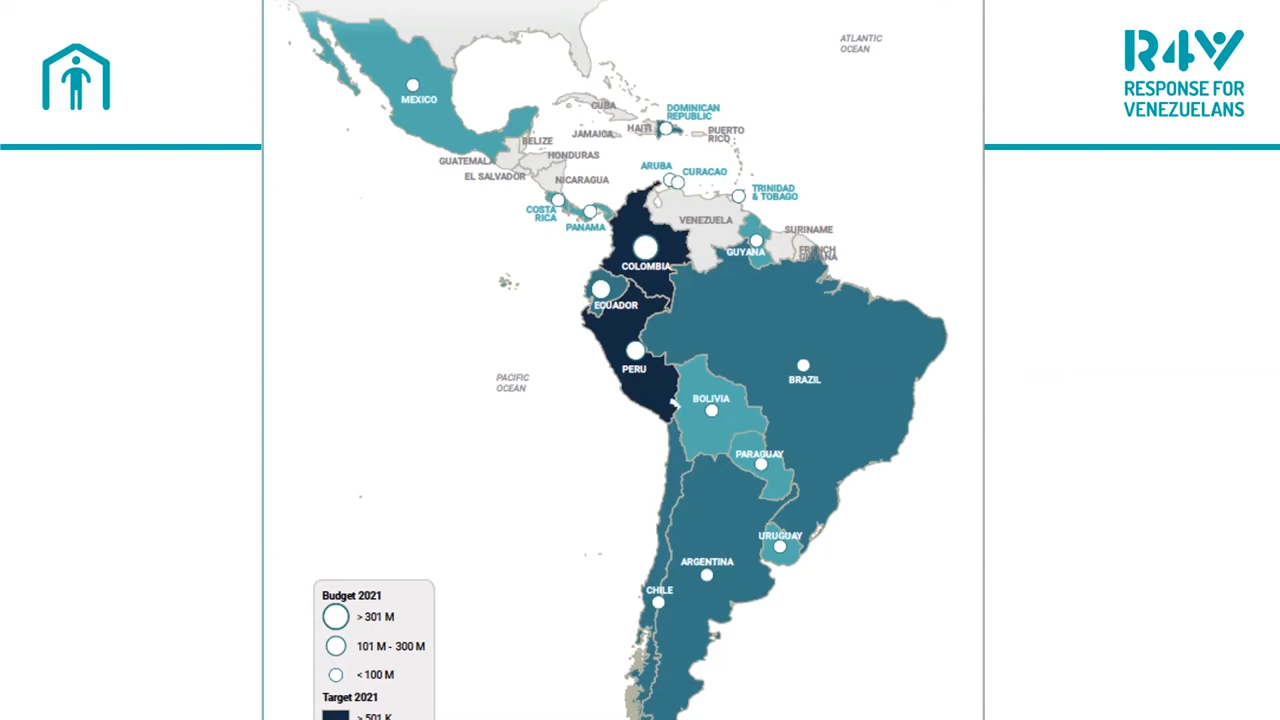 ATLANTIC
OCEAN
R4V
RESPONSE FOR
VENEZUELANS
MEXICO
CUBA
DOMINICAN
REPUBLIC
HAITI
JAMAICA
PUERTO
RICO
BELIZE
GUATEMALA
HONDURAS
EL SALVADOR
NICARAGUA
ARUBA
CURACAO
TRINIDAD
& TOBAGO
COSTA
RICA
PANAMA
VENEZUELA
SURINAME
GUYANA
FRENCH
GUYANA
COLOMBIA
ECUADOR
PERU
PACIFIC
OCEAN
BRAZIL
BOLIVIA
PARAGUAY
URUGUAY
ARGENTINA
CHILE
Budget 2021
> 301 M
101 M - 300 M
< 100 M
Target 2021
> 501 K